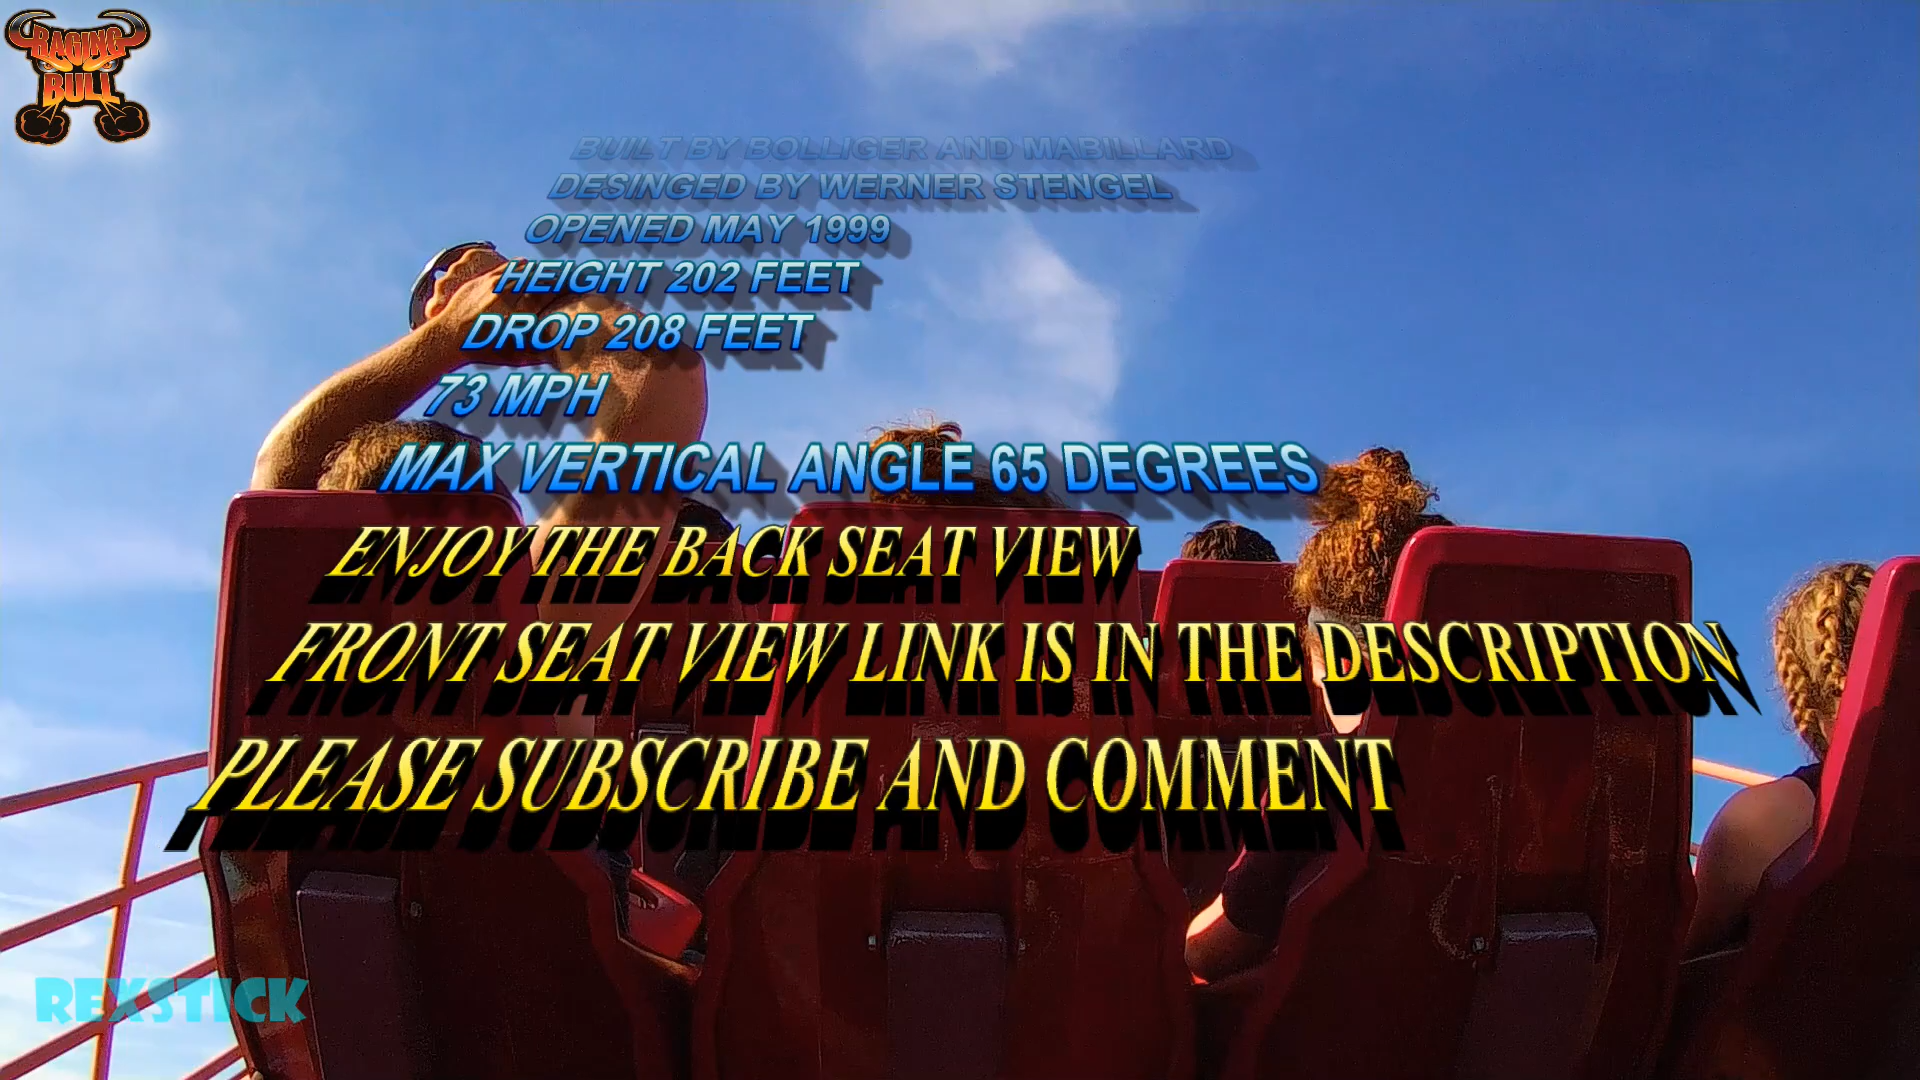 RAGING
BULL
BUILT BY BOLLIGER AND MABILLARD
DESINGED BY WERNER STENGEL
OPENED MAY 1999
HEIGHT 202 FEET
DROP 208 FEET
73 MPH
MAX VERTICAL ANGLE 65 DEGREES
ENJOY THE BACK SEAT VIEW
FRONT SEAT VIEW LINK IS IN THE DESCRIPTION
PLEASE SUBSCRIBE AND COMMENT
REXSTICK